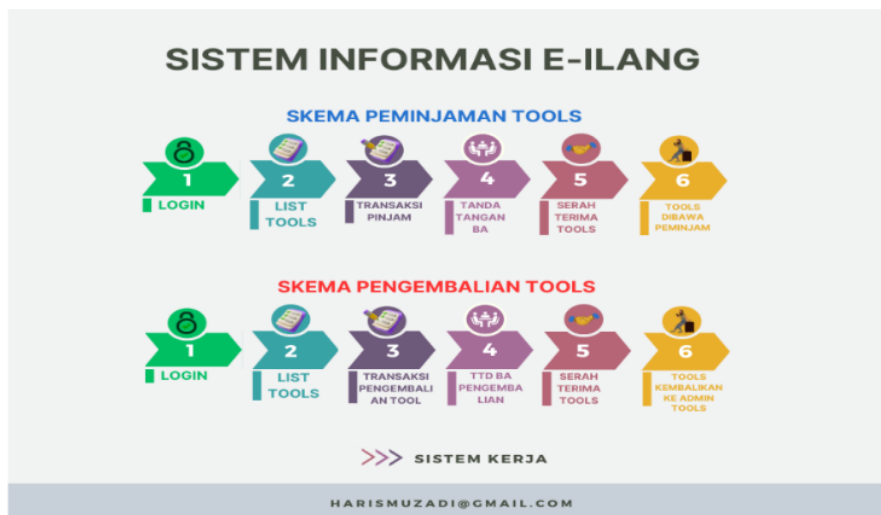 SISTEM INFORMASI E-ILANG
SKEMA PEMINJAMAN TOOLS
1
LOGIN
2
LIST
TOOLS
3
TRANSAKSI
PINJAM
4
TANDA
TANGAN
BA
5
SERAH
TERIMA
TOOLS
6
TOOLS
DIBAWA
PEMINJAM
SKEMA PENGEMBALIAN TOOLS
1
LOGIN
2
LIST
TOOLS
3
TRANSAKSI
PENGEMBALI
AN TOOL
4
TTD BA
PENGEMBA
LIAN
5
SERAH
TERIMA
TOOLS
6
TOOLS
KEMBALIKAN
KE ADMIN
TOOLS
>>> SISTEM KERJA
HARISMUZADI@GMAIL.COM